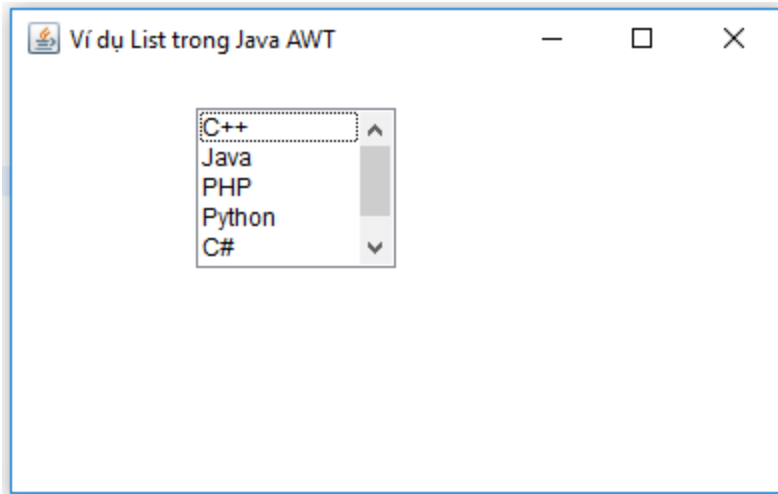 Ví dụ List trong Java AWT
C++
Java
PHP
Python
C#